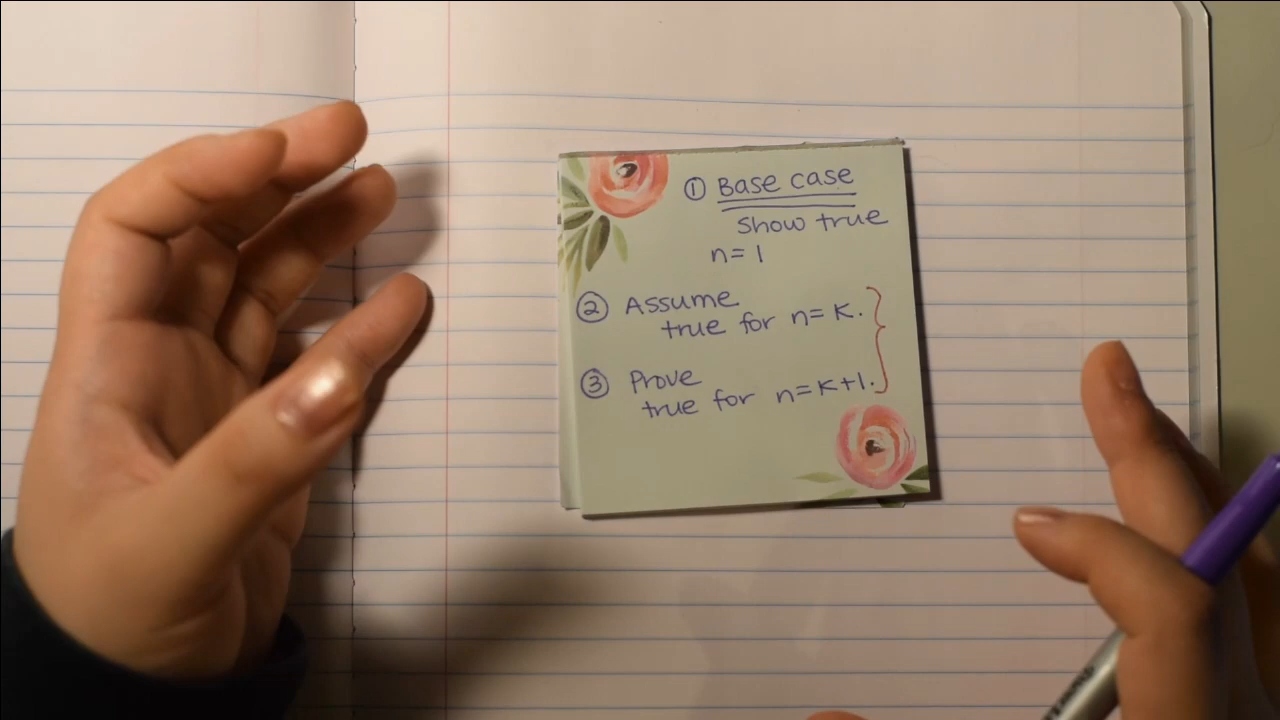 ① Base case
show true
n=1
② Assume
true for n=k.
③ Prove
true for n=k+1.